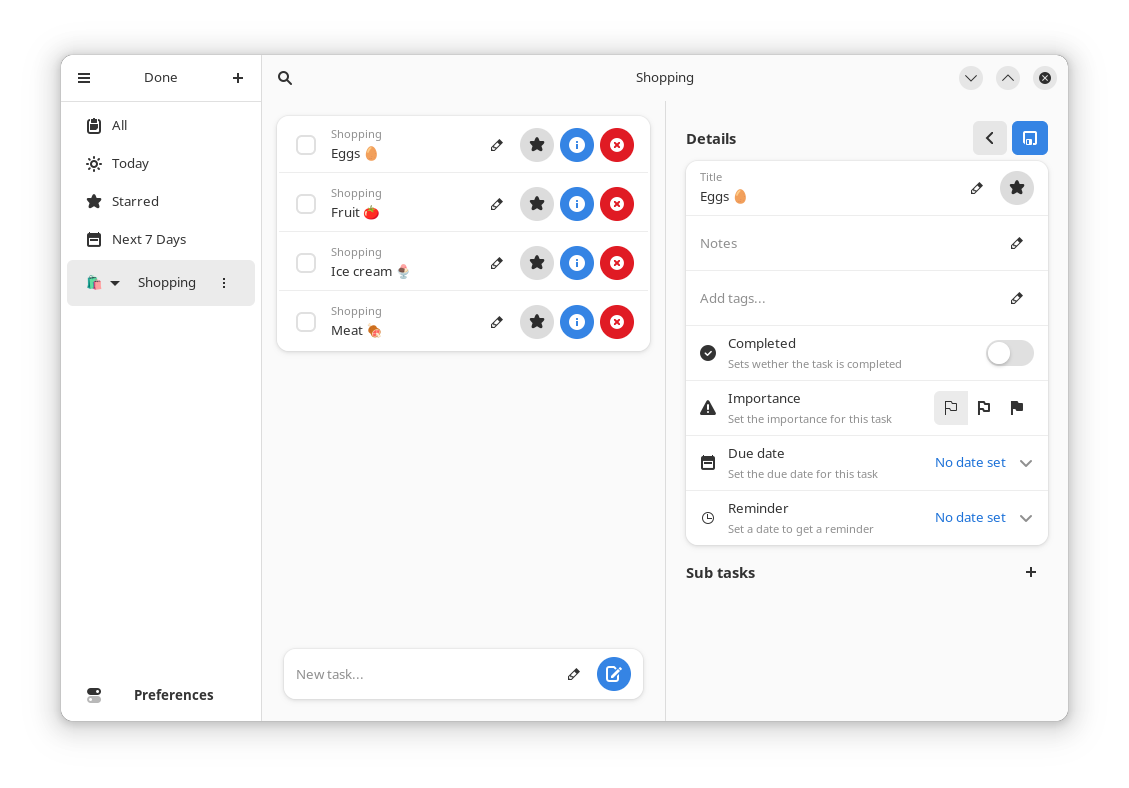 Done
Shopping
All
Today
Starred
Next 7 Days
🛍️ Shopping
Preferences
Shopping
Eggs 🥚
Shopping
Fruit 🍅
Shopping
Ice cream 🍨
Shopping
Meat 🍖
New task...
Details
Title
Eggs 🥚
Notes
Add tags...
Completed
Sets wether the task is completed
Importance
Set the importance for this task
Due date
Set the due date for this task
No date set
Reminder
Set a date to get a reminder
No date set
Sub tasks